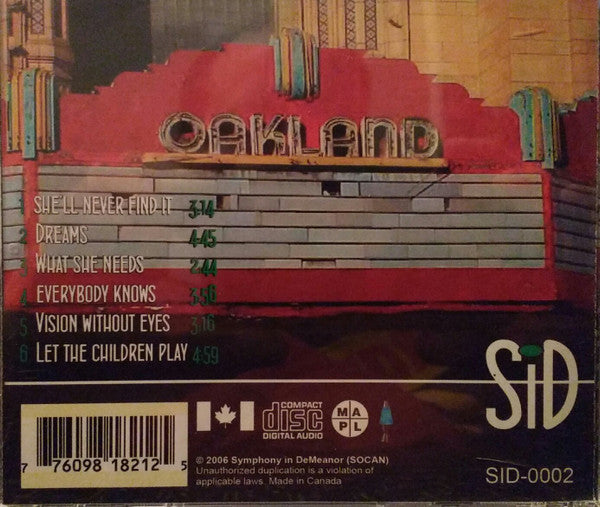 OAKLAND
1 SHE'LL NEVER FIND IT 3:14
2 DREAMS 4:45
3 WHAT SHE NEEDS 2:44
4 EVERYBODY KNOWS 3:56
5 VISION WITHOUT EYES 3:16
6 LET THE CHILDREN PLAY 4:59
SiD
COMPACT
disc
DIGITAL AUDIO
M A
P L
7 76098 18212 5
© 2006 Symphony in DeMeanor (SOCAN)
Unauthorized duplication is a violation of
applicable laws. Made in Canada
SID-0002